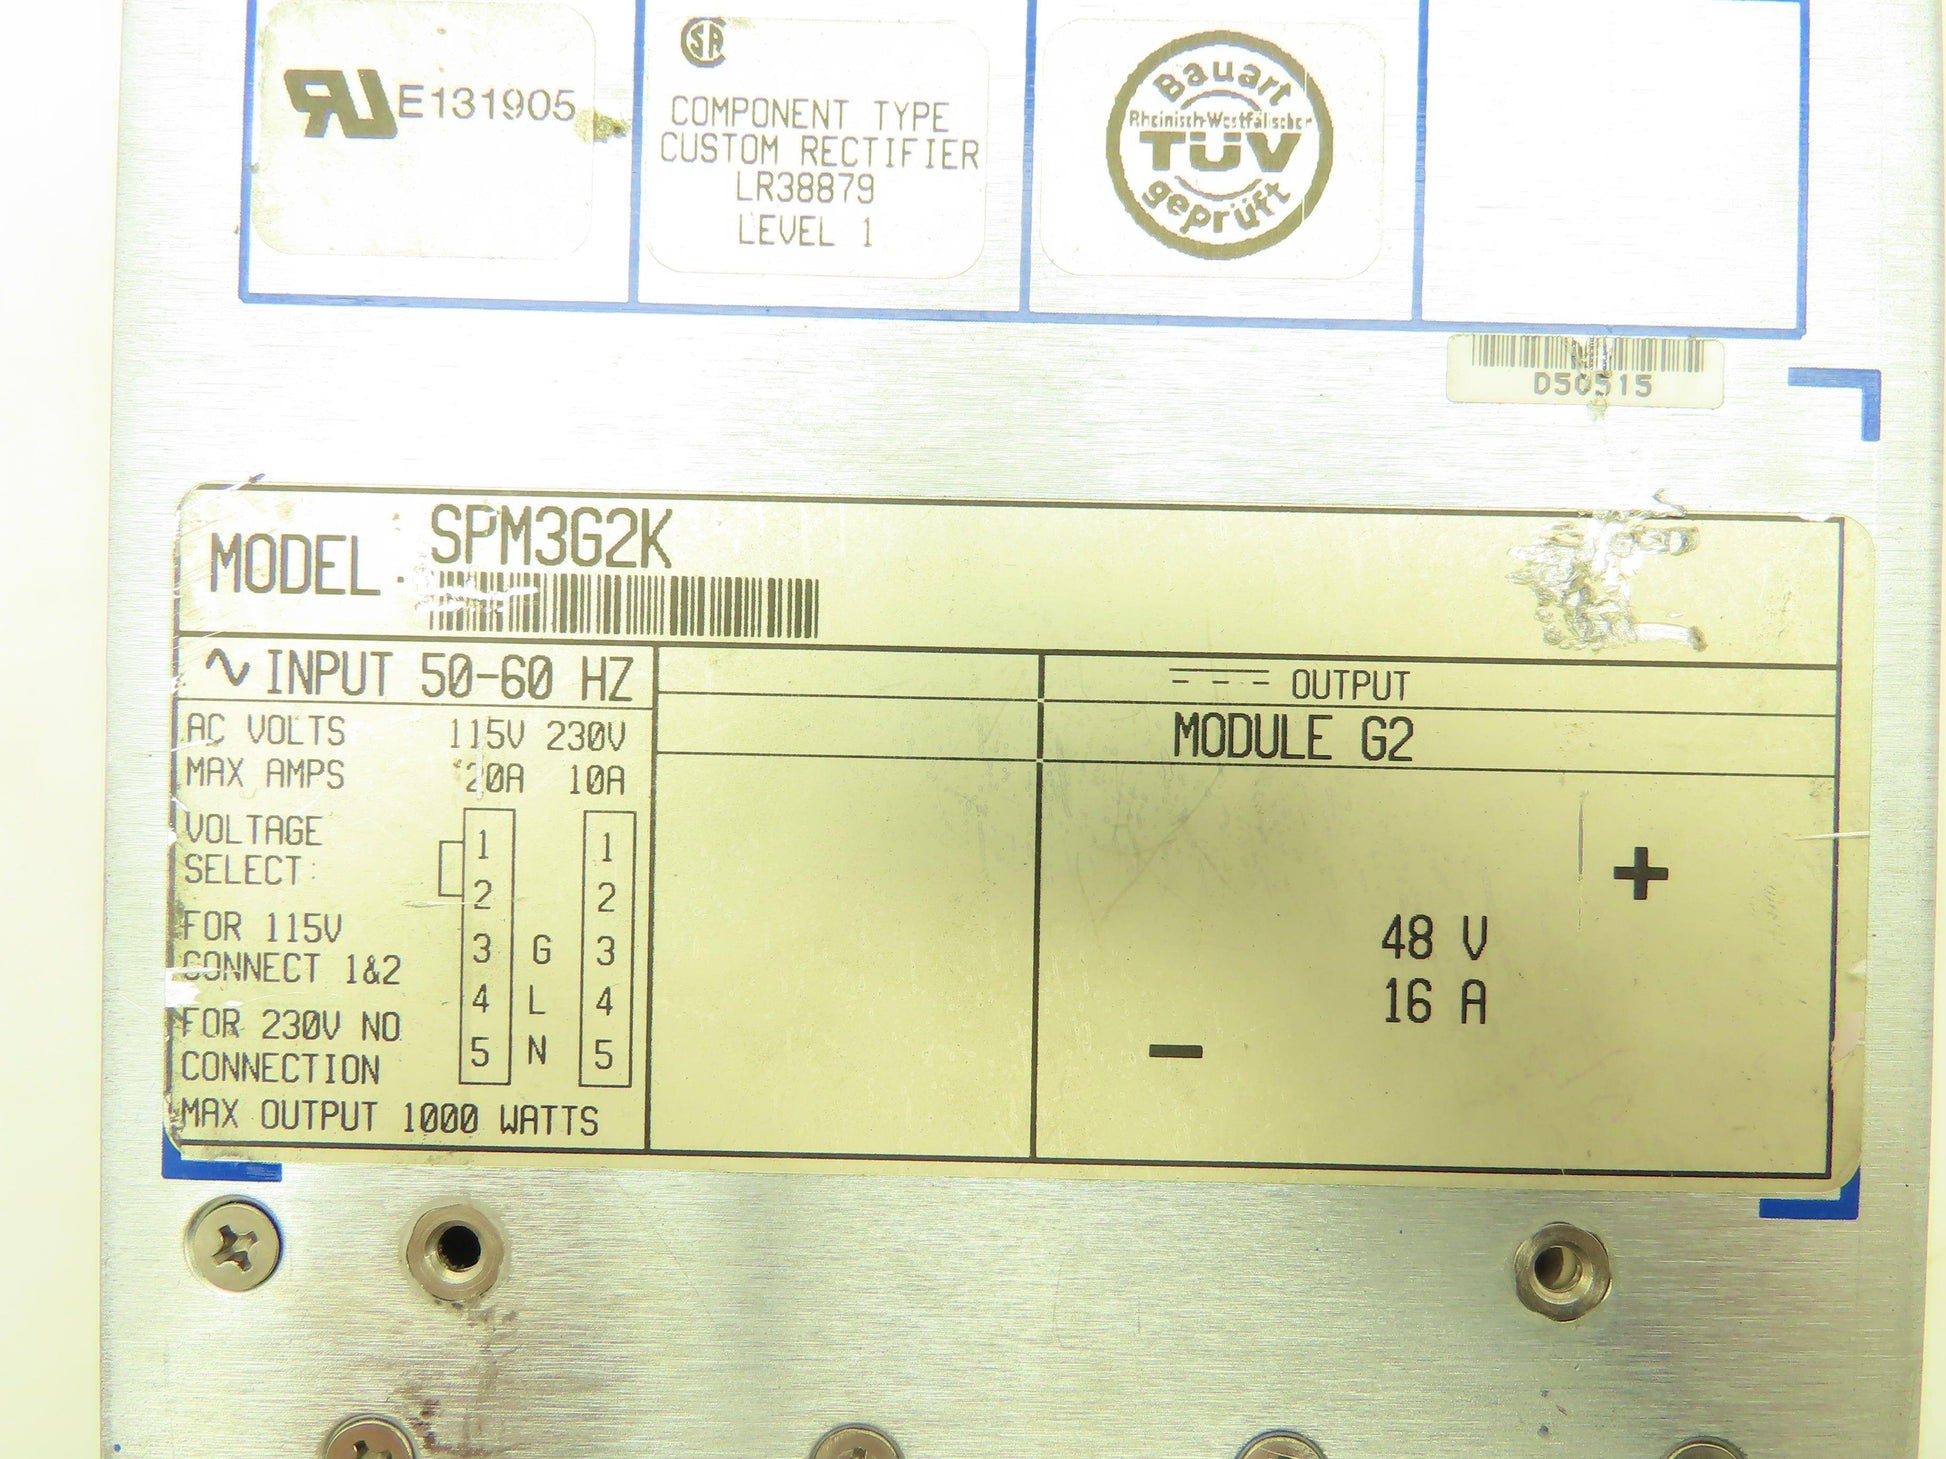 RU E131905
SA
COMPONENT TYPE
CUSTOM RECTIFIER
LR38879
LEVEL 1
Bauart
Rheinisch-Westfälischer
TÜV
geprüft
D50515
MODEL. SPM3G2K
INPUT 50-60 HZ
AC VOLTS 115V 230V
MAX AMPS 20A 10A
VOLTAGE
SELECT:
FOR 115V
CONNECT 1&2
FOR 230V NO
CONNECTION
1 1
2 2
3 G 3
4 L 4
5 N 5
MAX OUTPUT 1000 WATTS
OUTPUT
MODULE G2
+
48 V
16 A
-